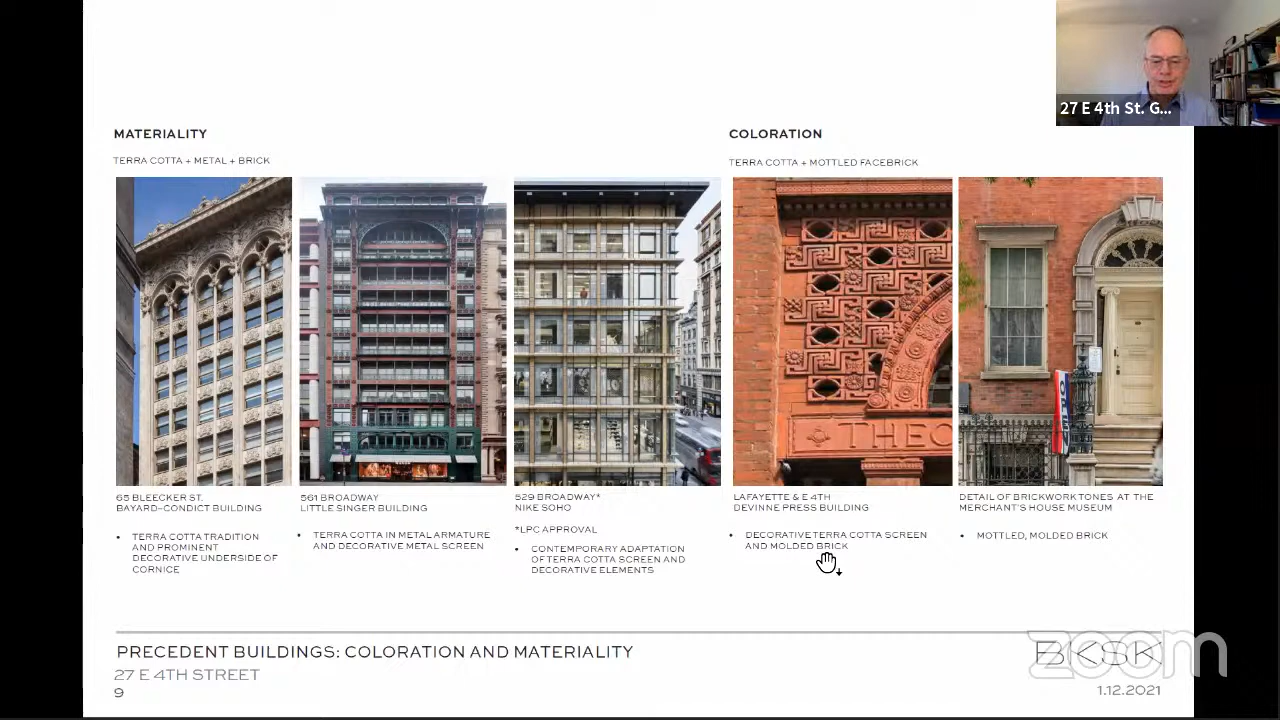 27 E 4th St. G...
MATERIALITY
TERRA COTTA + METAL + BRICK
COLORATION
TERRA COTTA + MOTTLED FACEBRICK
THEO
65 BLEECKER ST.
BAYARD-CONDICT BUILDING
• TERRA COTTA TRADITION
AND PROMINENT
DECORATIVE UNDERSIDE OF
CORNICE
561 BROADWAY
LITTLE SINGER BUILDING
• TERRA COTTA IN METAL ARMATURE
AND DECORATIVE METAL SCREEN
529 BROADWAY*
NIKE SOHO
*LPC APPROVAL
• CONTEMPORARY ADAPTATION
OF TERRA COTTA SCREEN AND
DECORATIVE ELEMENTS
LAFAYETTE & E 4TH
DEVINNE PRESS BUILDING
• DECORATIVE TERRA COTTA SCREEN
AND MOLDED BRICK
DETAIL OF BRICKWORK TONES AT THE
MERCHANT'S HOUSE MUSEUM
• MOTTLED, MOLDED BRICK
PRECEDENT BUILDINGS: COLORATION AND MATERIALITY
27 E 4TH STREET
9
BKSK
zoom
1.12.2021